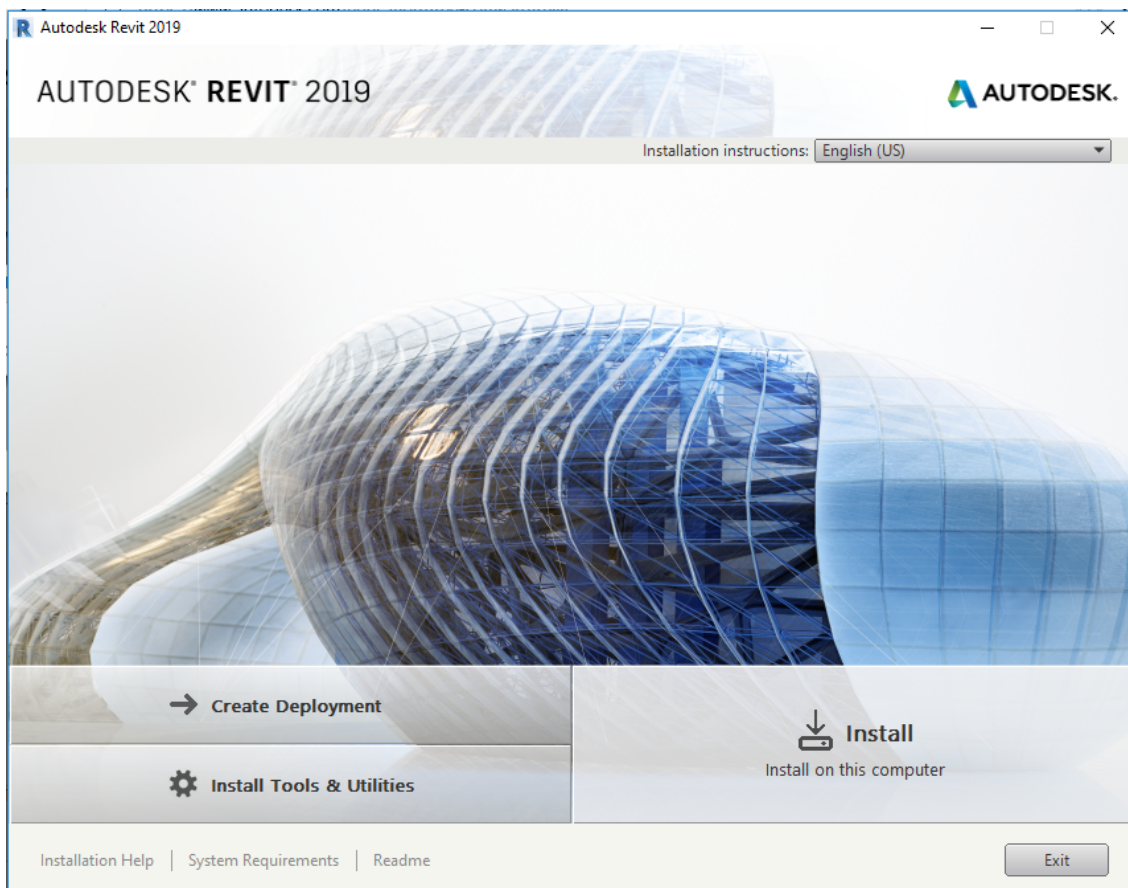 Autodesk Revit 2019
AUTODESK® REVIT® 2019
AUTODESK.
Installation instructions: English (US)
Create Deployment
Install Tools & Utilities
Install
Install on this computer
Installation Help | System Requirements | Readme
Exit